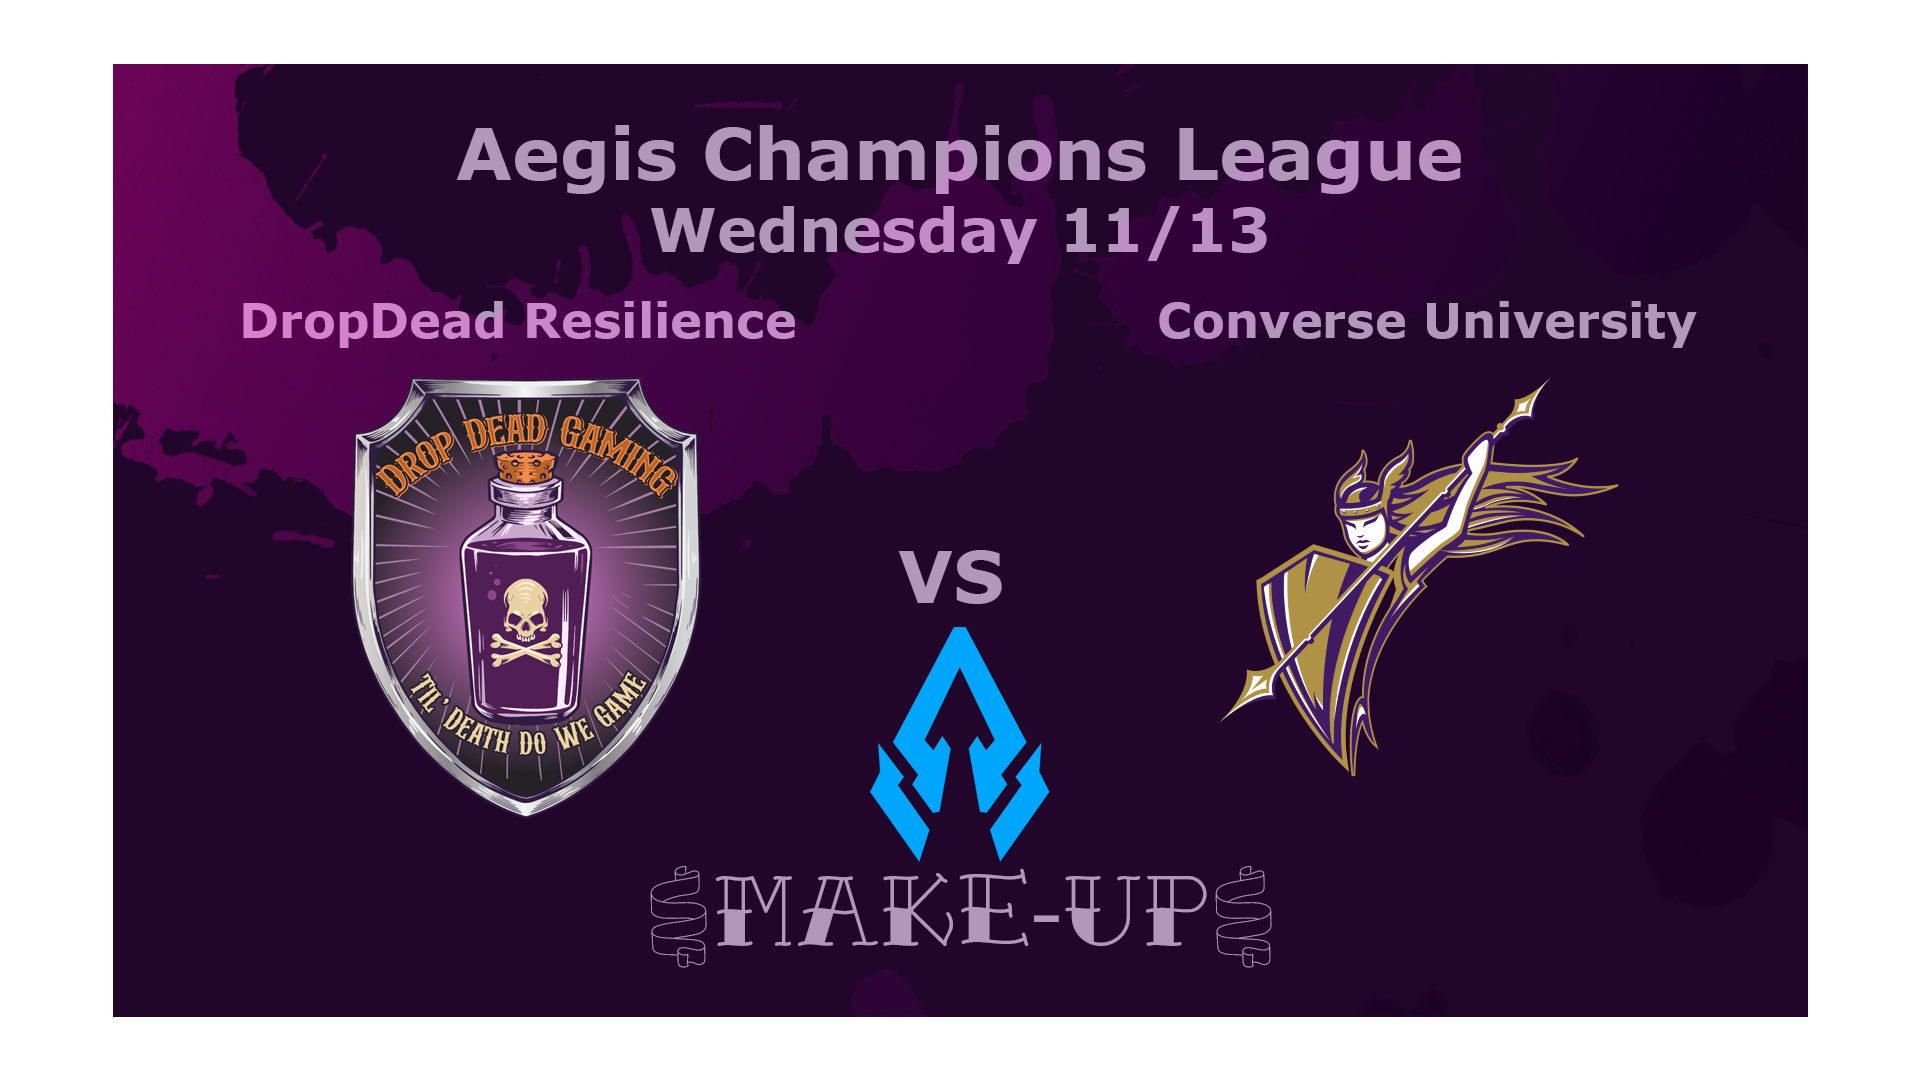 Aegis Champions League
Wednesday 11/13
DropDead Resilience
Converse University
DROP DEAD GAMING
TIL' DEATH DO WE GAME
VS
MAKE-UP